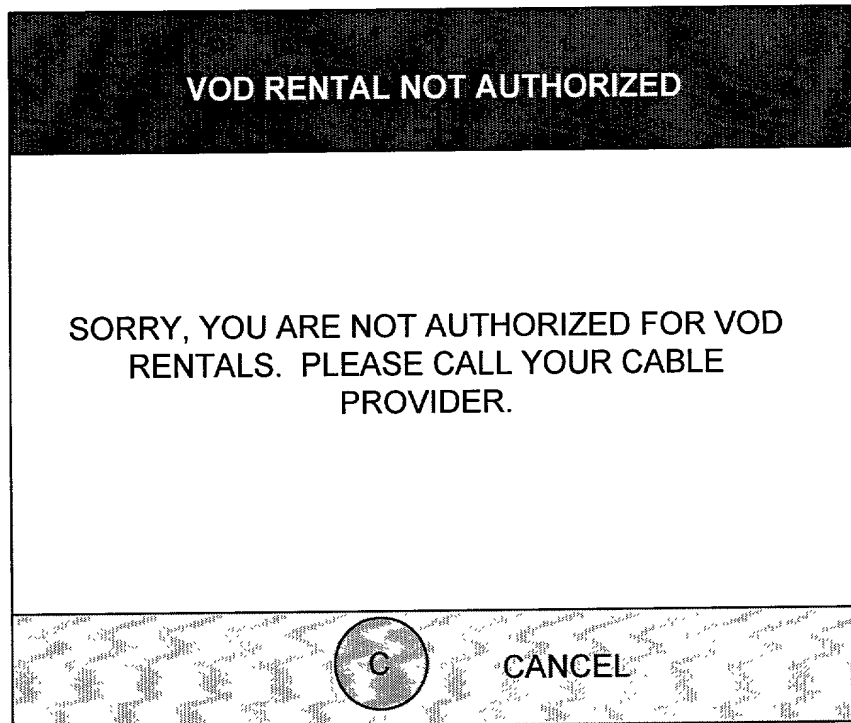 VOD RENTAL NOT AUTHORIZED
SORRY, YOU ARE NOT AUTHORIZED FOR VOD
RENTALS. PLEASE CALL YOUR CABLE
PROVIDER.
C CANCEL